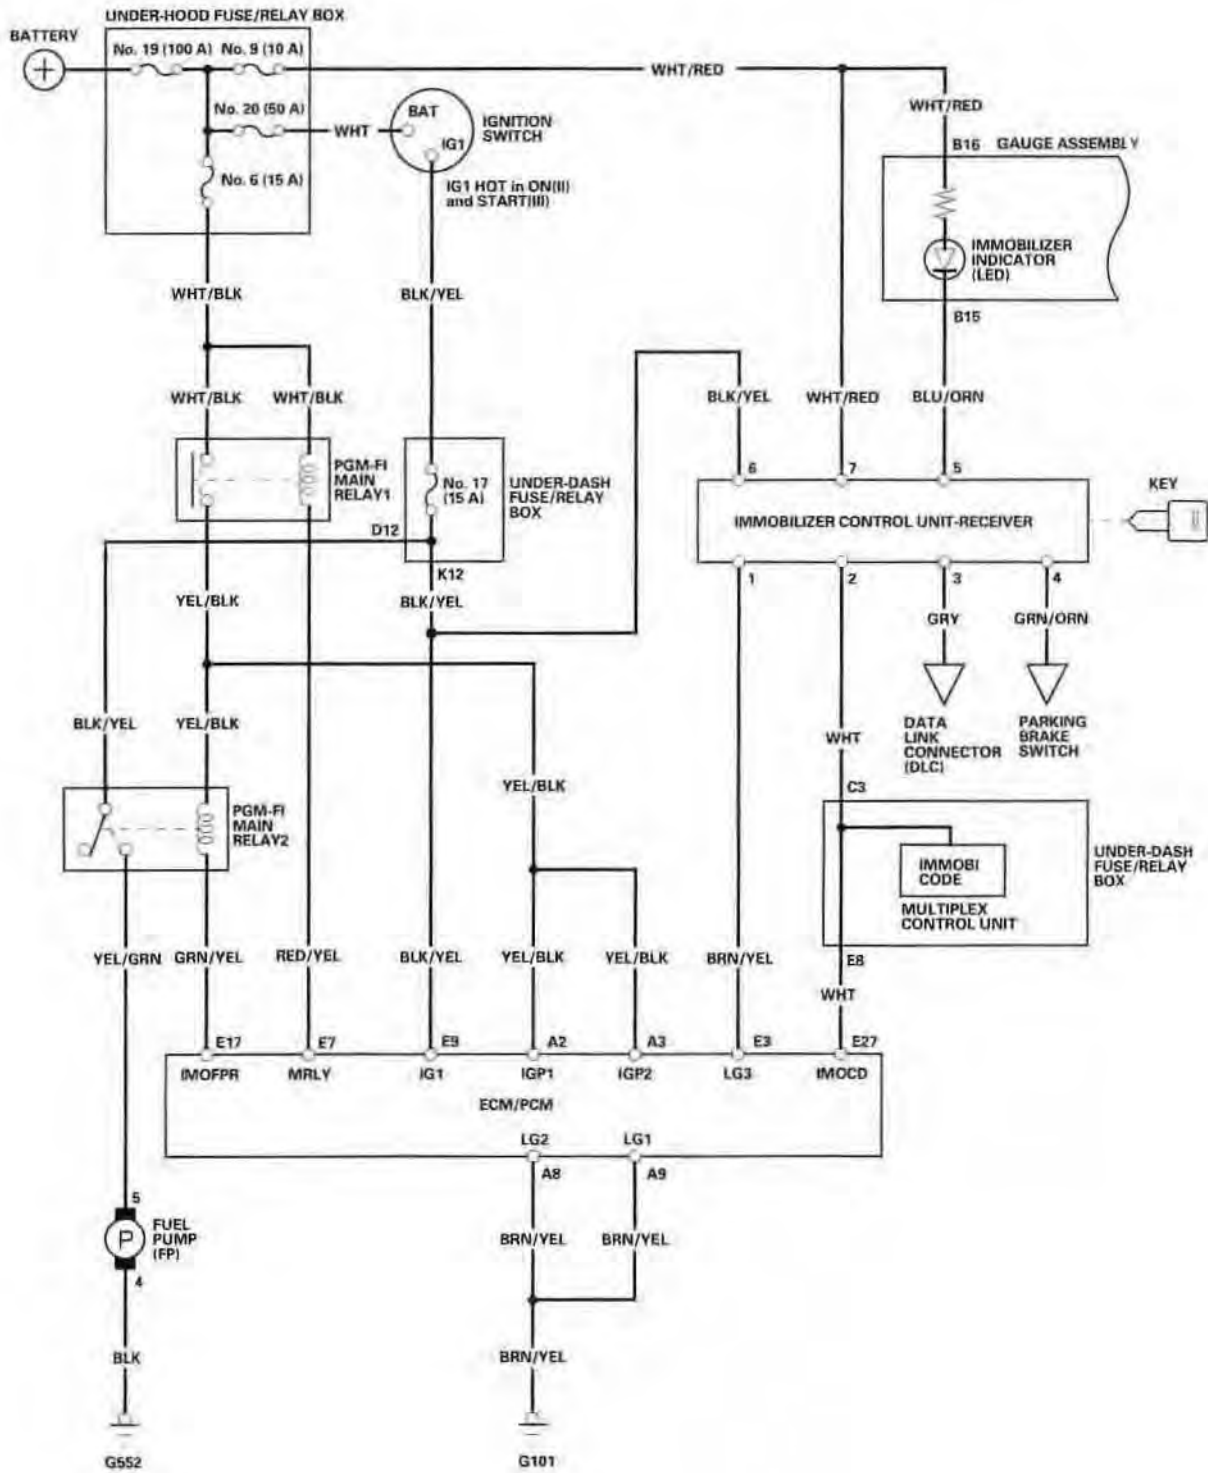 UNDER-HOOD FUSE/RELAY BOX
BATTERY
No. 19 (100 A) No. 9 (10 A)
WHT/RED
No. 20 (50 A)
WHT
BAT
IG1
IGNITION
SWITCH
No. 6 (15 A)
IG1 HOT in ON(II)
and START(III)
WHT/RED
B16 GAUGE ASSEMBLY
IMMOBILIZER
INDICATOR
(LED)
B15
WHT/BLK
BLK/YEL
WHT/BLK
WHT/BLK
BLK/YEL
WHT/RED
BLU/ORN
PGM-FI
MAIN
RELAY1
No. 17
(15 A)
UNDER-DASH
FUSE/RELAY
BOX
6
7
5
KEY
IMMOBILIZER CONTROL UNIT-RECEIVER
D12
K12
1
2
3
4
YEL/BLK
BLK/YEL
GRY
GRN/ORN
BLK/YEL
YEL/BLK
DATA
LINK
CONNECTOR
(DLC)
PARKING
BRAKE
SWITCH
WHT
YEL/BLK
C3
PGM-FI
MAIN
RELAY2
IMMOBI
CODE
MULTIPLEX
CONTROL UNIT
UNDER-DASH
FUSE/RELAY
BOX
YEL/GRN
GRN/YEL
RED/YEL
BLK/YEL
YEL/BLK
YEL/BLK
BRN/YEL
E8
WHT
E17
E7
E9
A2
A3
E3
E27
IMOFPR
MRLY
IG1
IGP1
IGP2
LG3
IMOCD
ECM/PCM
LG2
LG1
A8
A9
5
P
FUEL
PUMP
(FP)
4
BRN/YEL
BRN/YEL
BLK
BRN/YEL
G552
G101